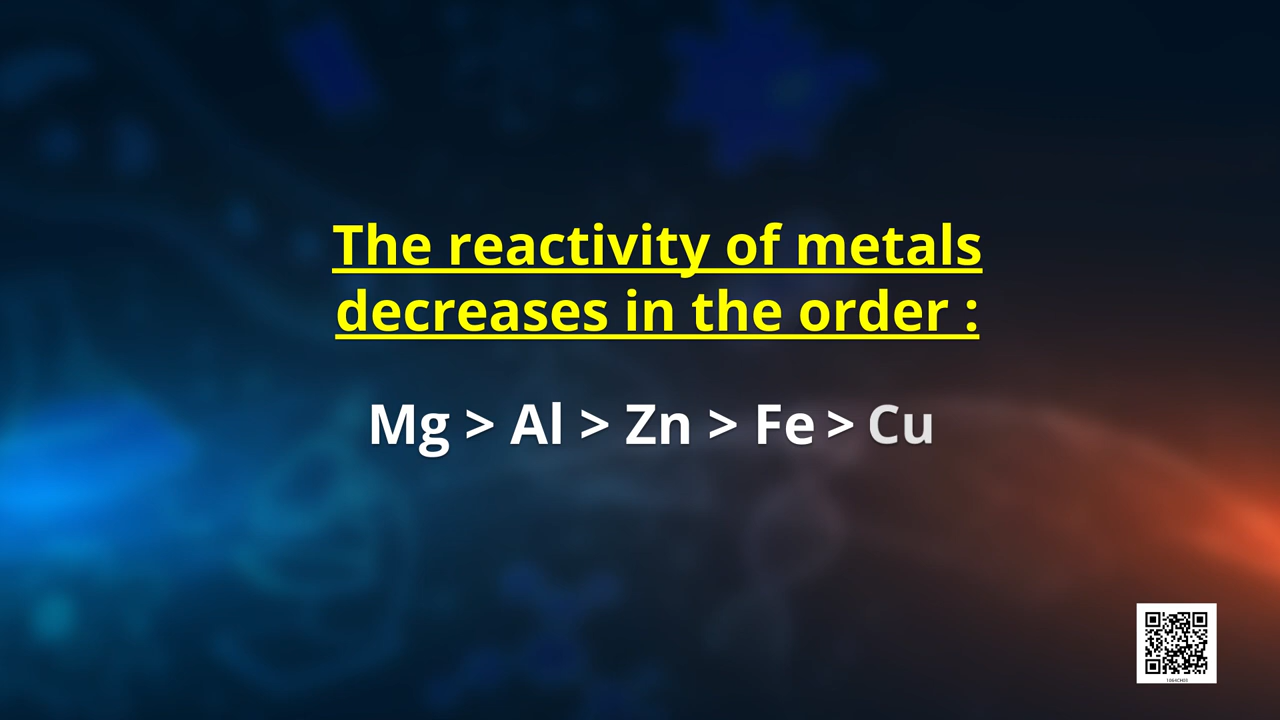 The reactivity of metals
decreases in the order :
Mg > Al > Zn > Fe > Cu